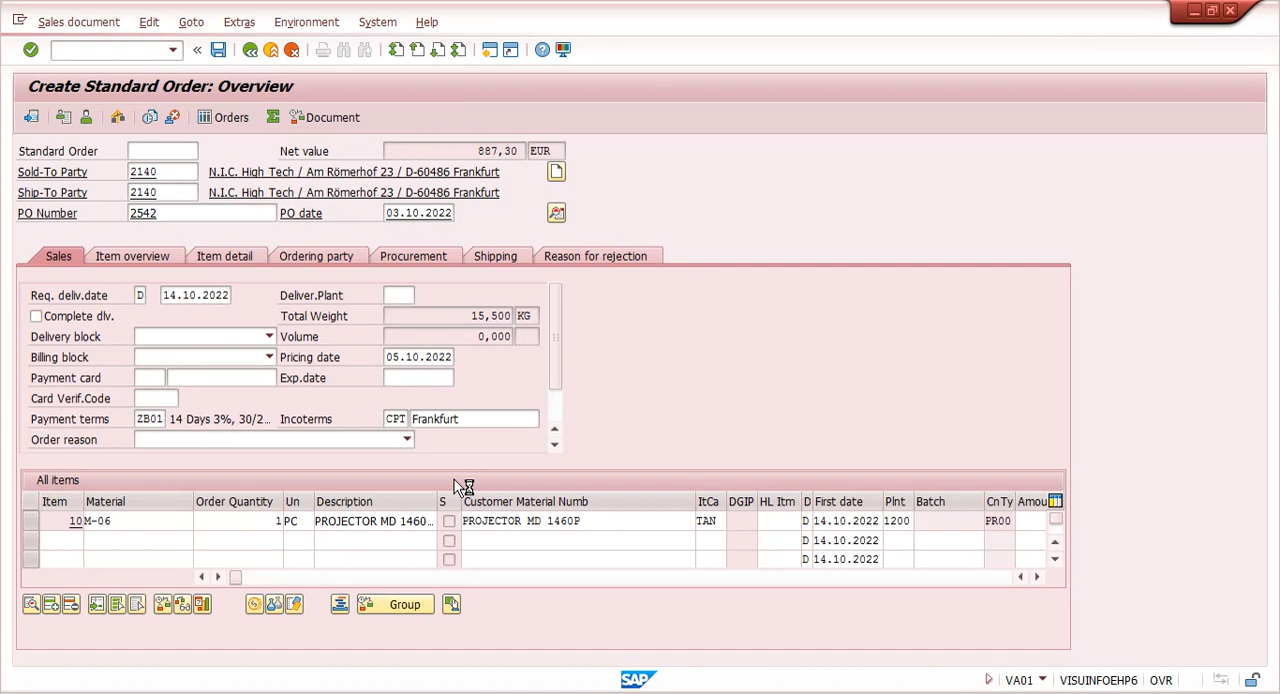 Sales document Edit Goto Extras Environment System Help
Create Standard Order: Overview
Orders Document
Standard Order Net value 887,30 EUR
Sold-To Party 2140 N.I.C. High Tech / Am Römerhof 23 / D-60486 Frankfurt
Ship-To Party 2140 N.I.C. High Tech / Am Römerhof 23 / D-60486 Frankfurt
PO Number 2542 PO date 03.10.2022
Sales Item overview Item detail Ordering party Procurement Shipping Reason for rejection
Req. deliv.date D 14.10.2022 Deliver.Plant
Complete dlv. Total Weight 15,500 KG
Delivery block Volume 0,000
Billing block Pricing date 05.10.2022
Payment card Exp.date
Card Verif.Code
Payment terms ZB01 14 Days 3%, 30/2... Incoterms CPT Frankfurt
Order reason
All items
Item Material Order Quantity Un Description S Customer Material Numb ItCa DGIP HL Itm D First date Plnt Batch CnTy Amou
10 M-06 1 PC PROJECTOR MD 1460... PROJECTOR MD 1460P TAN D 14.10.2022 1200 PR00
D 14.10.2022
D 14.10.2022
Group
SAP VA01 VISUINFOEHP6 OVR